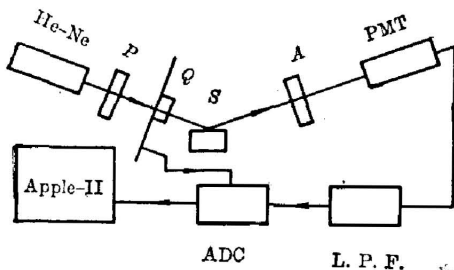 He-Ne
P
Q
S
A
PMT
Apple-II
ADC
L. P. F.